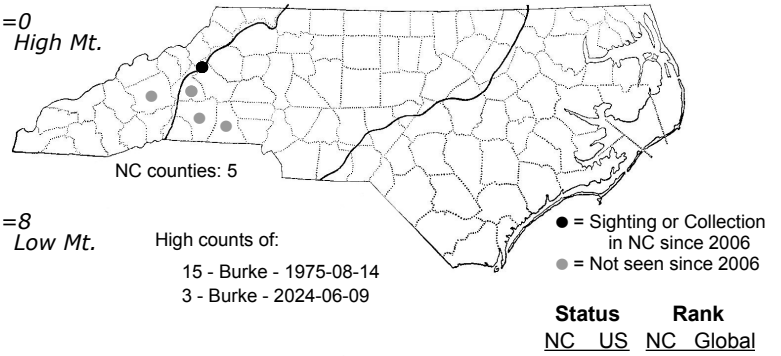 =0
High Mt.
NC counties: 5
=8
Low Mt.
High counts of:
15 - Burke - 1975-08-14
3 - Burke - 2024-06-09
= Sighting or Collection
in NC since 2006
= Not seen since 2006
Status Rank
NC US NC Global